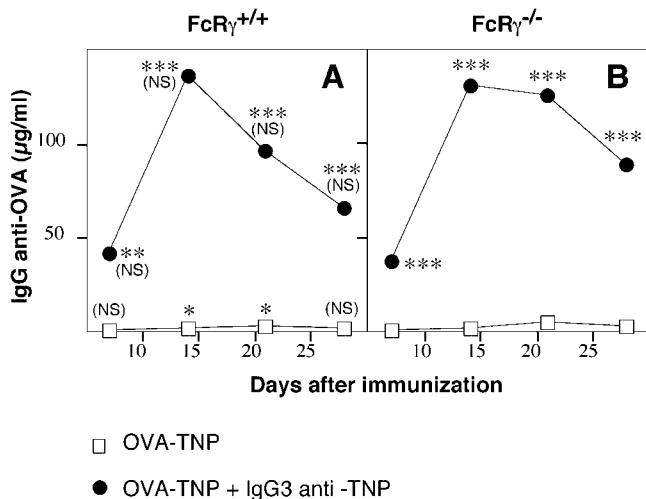 FcRγ+/+
FcRγ-/-
A
B
IgG anti-OVA (µg/ml)
100
50
***
(NS)
***
(NS)
***
(NS)
**
(NS)
(NS)
*
*
(NS)
***
***
***
***
10
15
20
25
10
15
20
25
Days after immunization
OVA-TNP
OVA-TNP + IgG3 anti -TNP